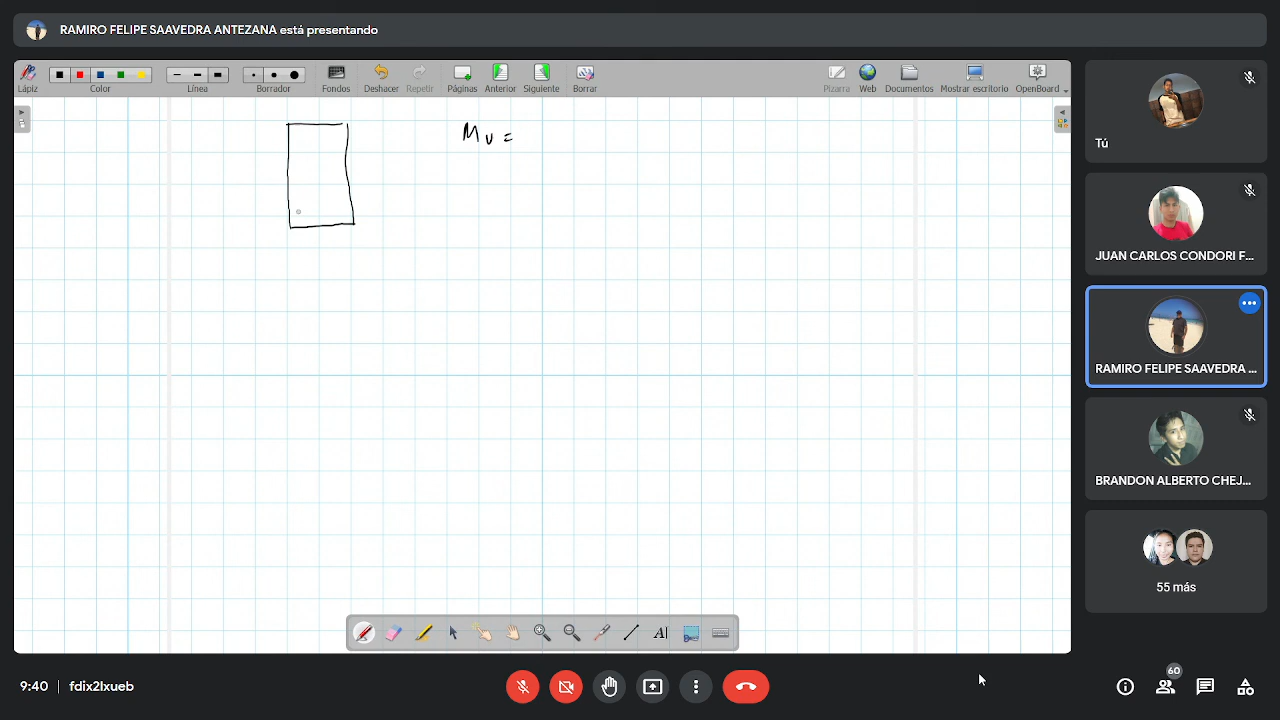 RAMIRO FELIPE SAAVEDRA ANTEZANA está presentando
Lápiz Color Línea Borrador Fondos Deshacer Repetir Páginas Anterior Siguiente Borrar Pizarra Web Documentos Mostrar escritorio OpenBoard
Mu =
Tú
JUAN CARLOS CONDORI F...
RAMIRO FELIPE SAAVEDRA ...
BRANDON ALBERTO CHEJ...
55 más
A
9:40 | fdix2lxueb
60